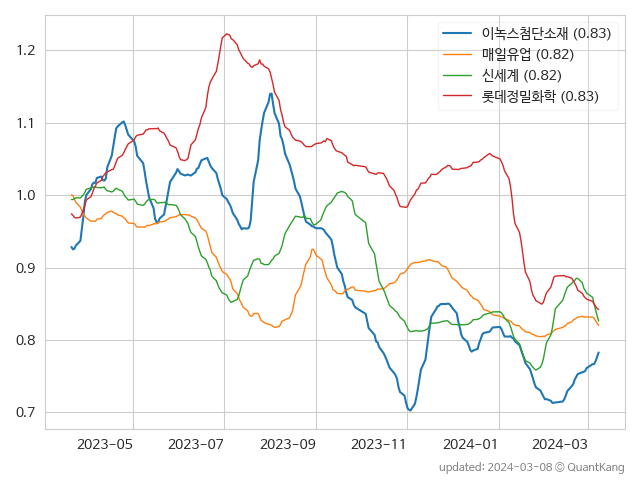 이녹스첨단소재 (0.83)
매일유업 (0.82)
신세계 (0.82)
롯데정밀화학 (0.83)
1.2
1.1
1.0
0.9
0.8
0.7
2023-05 2023-07 2023-09 2023-11 2024-01 2024-03
updated: 2024-03-08 © QuantKang